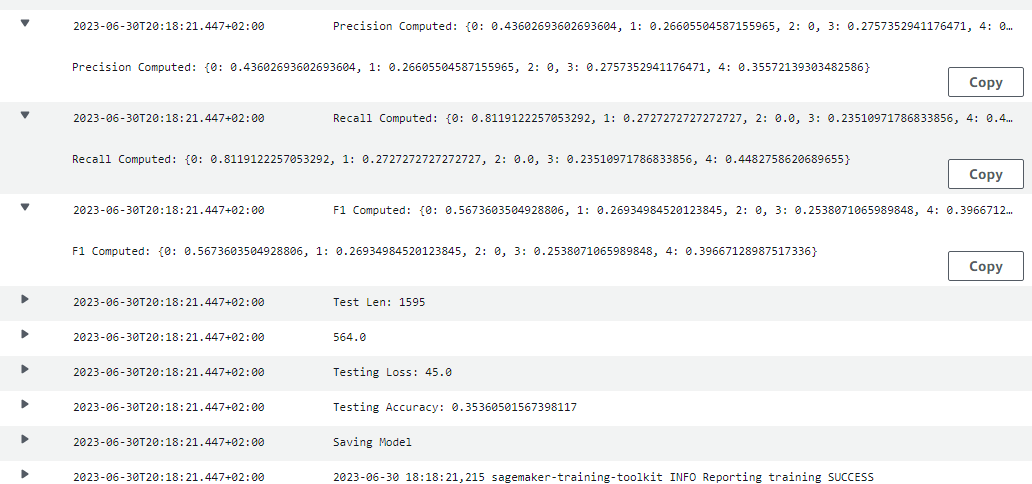 2023-06-30T20:18:21.447+02:00 Precision Computed: {0: 0.43602693602693604, 1: 0.26605504587155965, 2: 0, 3: 0.2757352941176471, 4: 0…
Precision Computed: {0: 0.43602693602693604, 1: 0.26605504587155965, 2: 0, 3: 0.2757352941176471, 4: 0.35572139303482586}
Copy
2023-06-30T20:18:21.447+02:00 Recall Computed: {0: 0.8119122257053292, 1: 0.2727272727272727, 2: 0.0, 3: 0.23510971786833856, 4: 0.4…
Recall Computed: {0: 0.8119122257053292, 1: 0.2727272727272727, 2: 0.0, 3: 0.23510971786833856, 4: 0.4482758620689655}
Copy
2023-06-30T20:18:21.447+02:00 F1 Computed: {0: 0.5673603504928806, 1: 0.26934984520123845, 2: 0, 3: 0.2538071065989848, 4: 0.3966712…
F1 Computed: {0: 0.5673603504928806, 1: 0.26934984520123845, 2: 0, 3: 0.2538071065989848, 4: 0.39667128987517336}
Copy
2023-06-30T20:18:21.447+02:00 Test Len: 1595
2023-06-30T20:18:21.447+02:00 564.0
2023-06-30T20:18:21.447+02:00 Testing Loss: 45.0
2023-06-30T20:18:21.447+02:00 Testing Accuracy: 0.35360501567398117
2023-06-30T20:18:21.447+02:00 Saving Model
2023-06-30T20:18:21.447+02:00 2023-06-30 18:18:21,215 sagemaker-training-toolkit INFO Reporting training SUCCESS